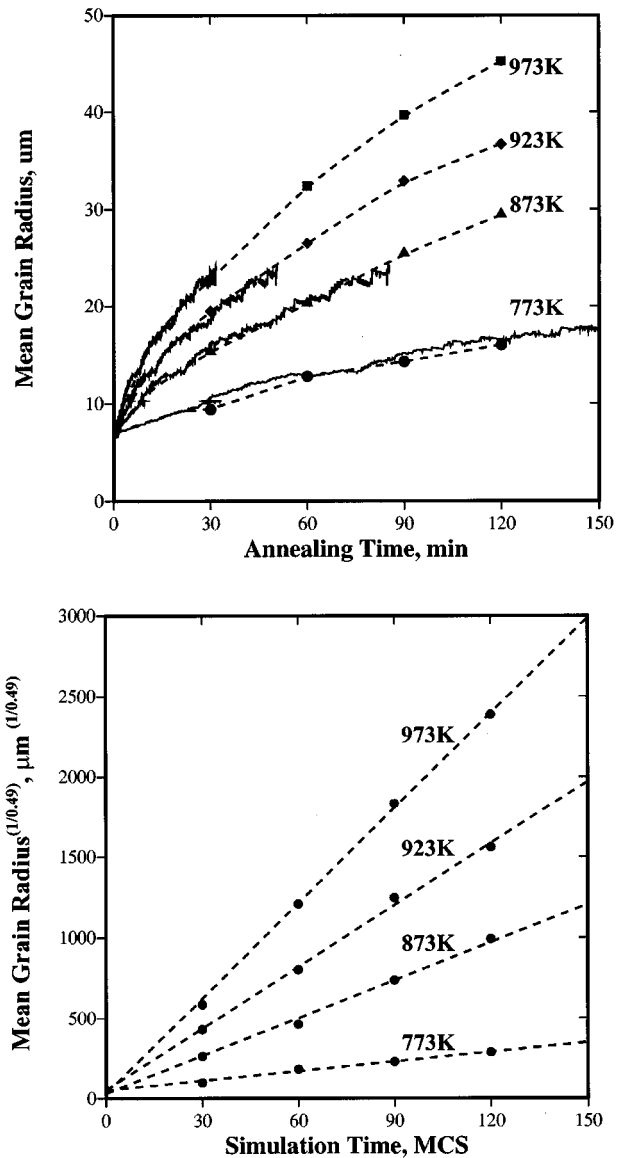 50
40
30
20
10
0
Mean Grain Radius, um
973K
923K
873K
773K
0 30 60 90 120 150
Annealing Time, min
3000
2500
2000
1500
1000
500
0
Mean Grain Radius(1/0.49) , μm (1/0.49)
973K
923K
873K
773K
0 30 60 90 120 150
Simulation Time, MCS